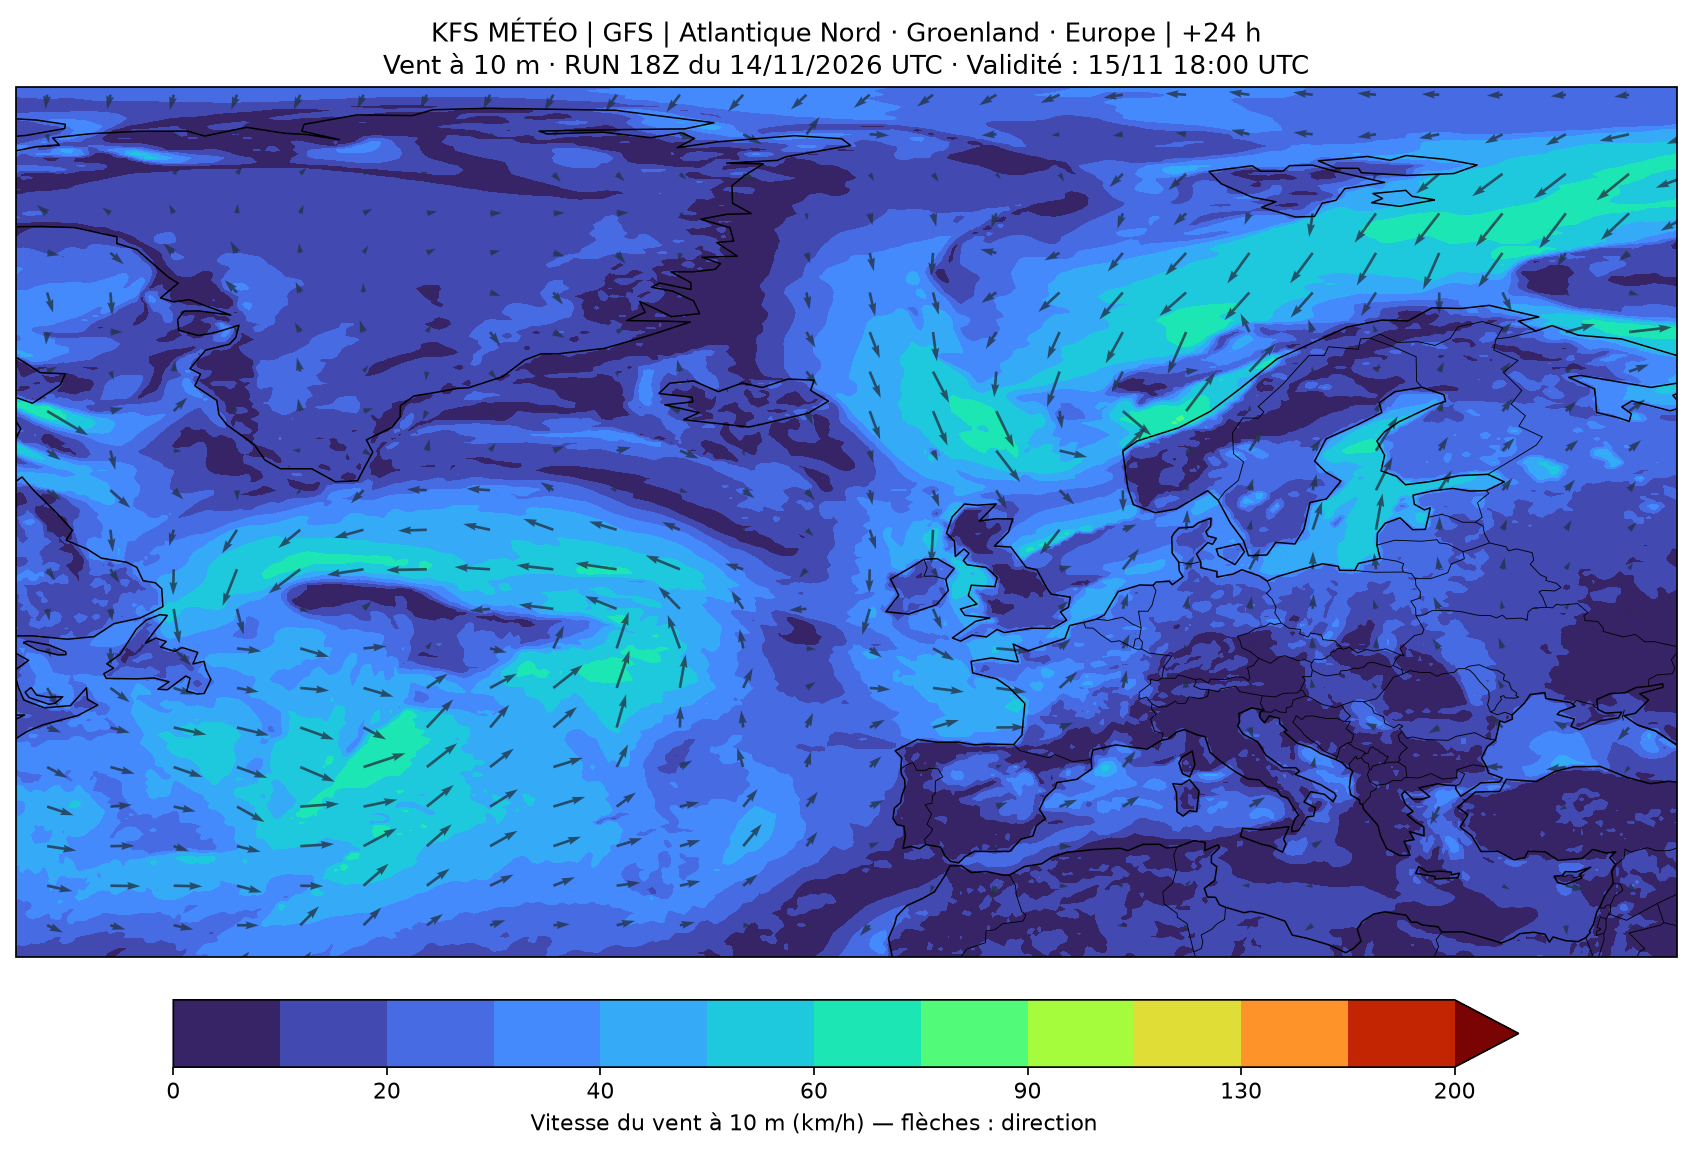 KFS MÉTÉO | GFS | Atlantique Nord · Groenland · Europe | +24 h
Vent à 10 m · RUN 18Z du 14/11/2026 UTC · Validité : 15/11 18:00 UTC
0 20 40 60 90 130 200
Vitesse du vent à 10 m (km/h) — flèches : direction